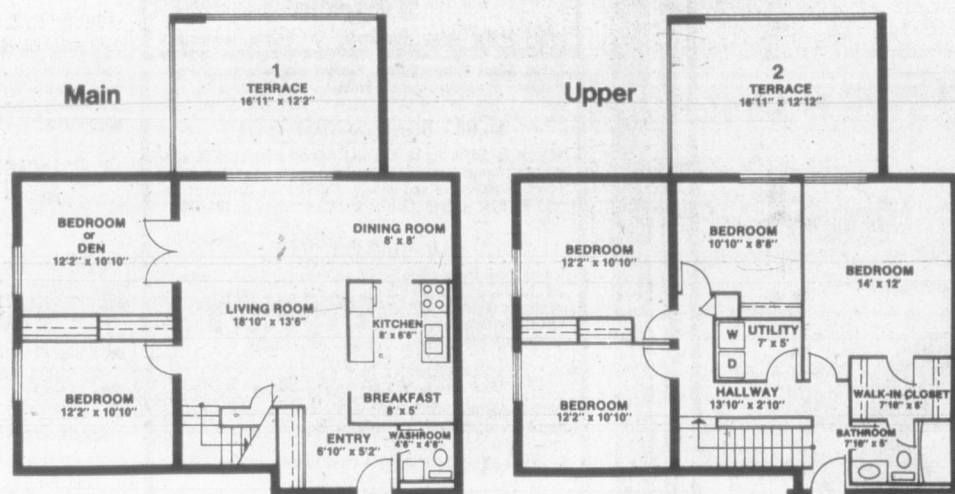 Main
1
TERRACE
16'11" x 12'2"
BEDROOM
or
DEN
12'2" x 10'10"
DINING ROOM
8' x 8'
LIVING ROOM
18'10" x 13'6"
KITCHEN
8' x 8'6"
BEDROOM
12'2" x 10'10"
BREAKFAST
8' x 5'
ENTRY
6'10" x 5'2"
WASHROOM
4'6" x 4'6"
Upper
2
TERRACE
16'11" x 12'12"
BEDROOM
12'2" x 10'10"
BEDROOM
10'10" x 8'8"
BEDROOM
14' x 12'
UTILITY
7' x 5'
W
D
BEDROOM
12'2" x 10'10"
HALLWAY
13'10" x 2'10"
WALK-IN CLOSET
7'10" x 6'
BATHROOM
7'10" x 5'